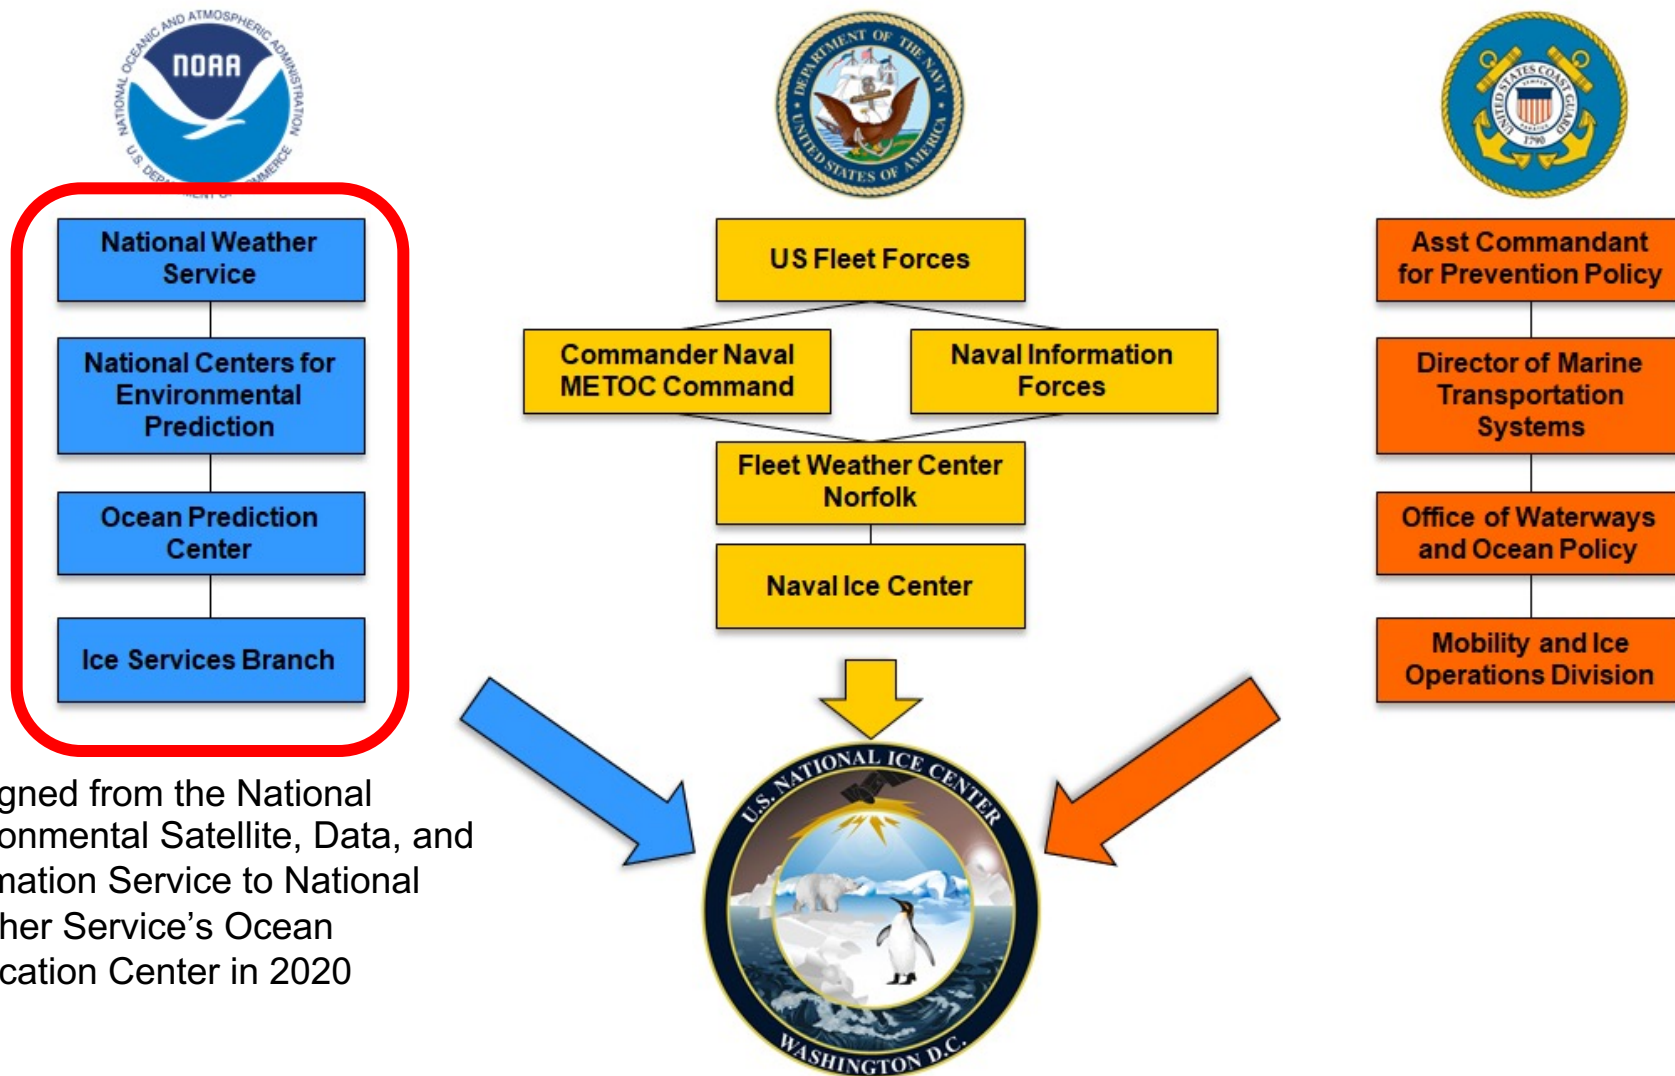 NATIONAL OCEANIC AND ATMOSPHERIC ADMINISTRATION
NOAA
U.S. DEPARTMENT OF COMMERCE
DEPARTMENT OF THE NAVY
UNITED STATES OF AMERICA
UNITED STATES COAST GUARD
1790
National Weather
Service
National Centers for
Environmental
Prediction
Ocean Prediction
Center
Ice Services Branch
US Fleet Forces
Commander Naval
METOC Command
Naval Information
Forces
Fleet Weather Center
Norfolk
Naval Ice Center
Asst Commandant
for Prevention Policy
Director of Marine
Transportation
Systems
Office of Waterways
and Ocean Policy
Mobility and Ice
Operations Division
gned from the National
onmental Satellite, Data, and
mation Service to National
her Service’s Ocean
cation Center in 2020
U.S. NATIONAL ICE CENTER
WASHINGTON D.C.